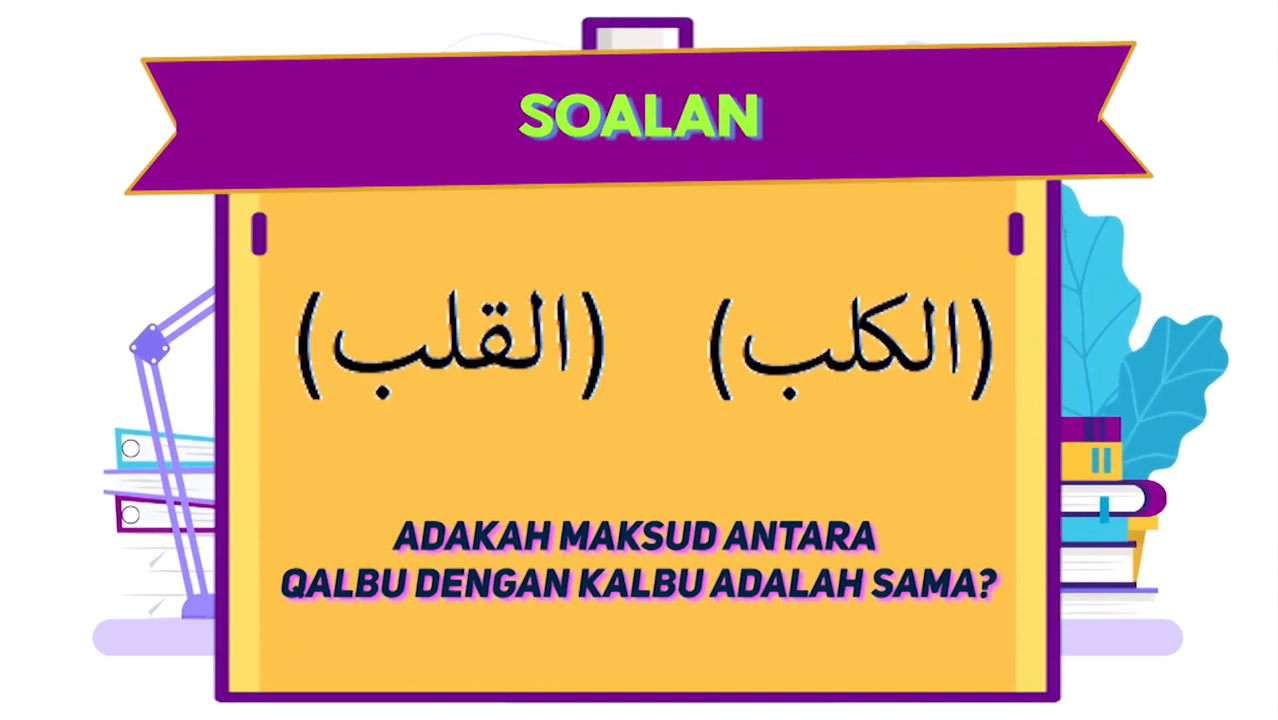 SOALAN
(الكلب) (القلب)
ADAKAH MAKSUD ANTARA
QALBU DENGAN KALBU ADALAH SAMA?